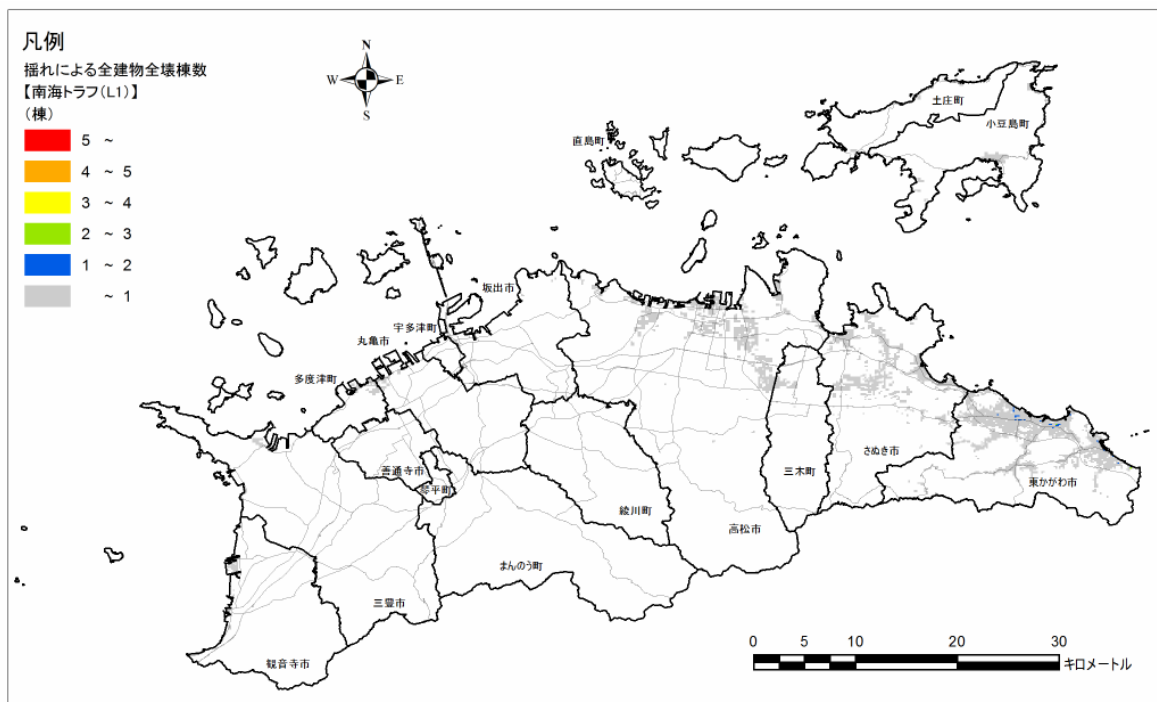 凡例
揺れによる全建物全壊棟数
【南海トラフ(L1)】
(棟)
5 ~
4 ~ 5
3 ~ 4
2 ~ 3
1 ~ 2
~ 1
N
W E
S
土庄町
小豆島町
直島町
坂出市
宇多津町
丸亀市
多度津町
善通寺市
琴平町
さぬき市
三木町
東かがわ市
綾川町
高松市
まんのう町
三豊市
観音寺市
0 5 10 20 30
キロメートル